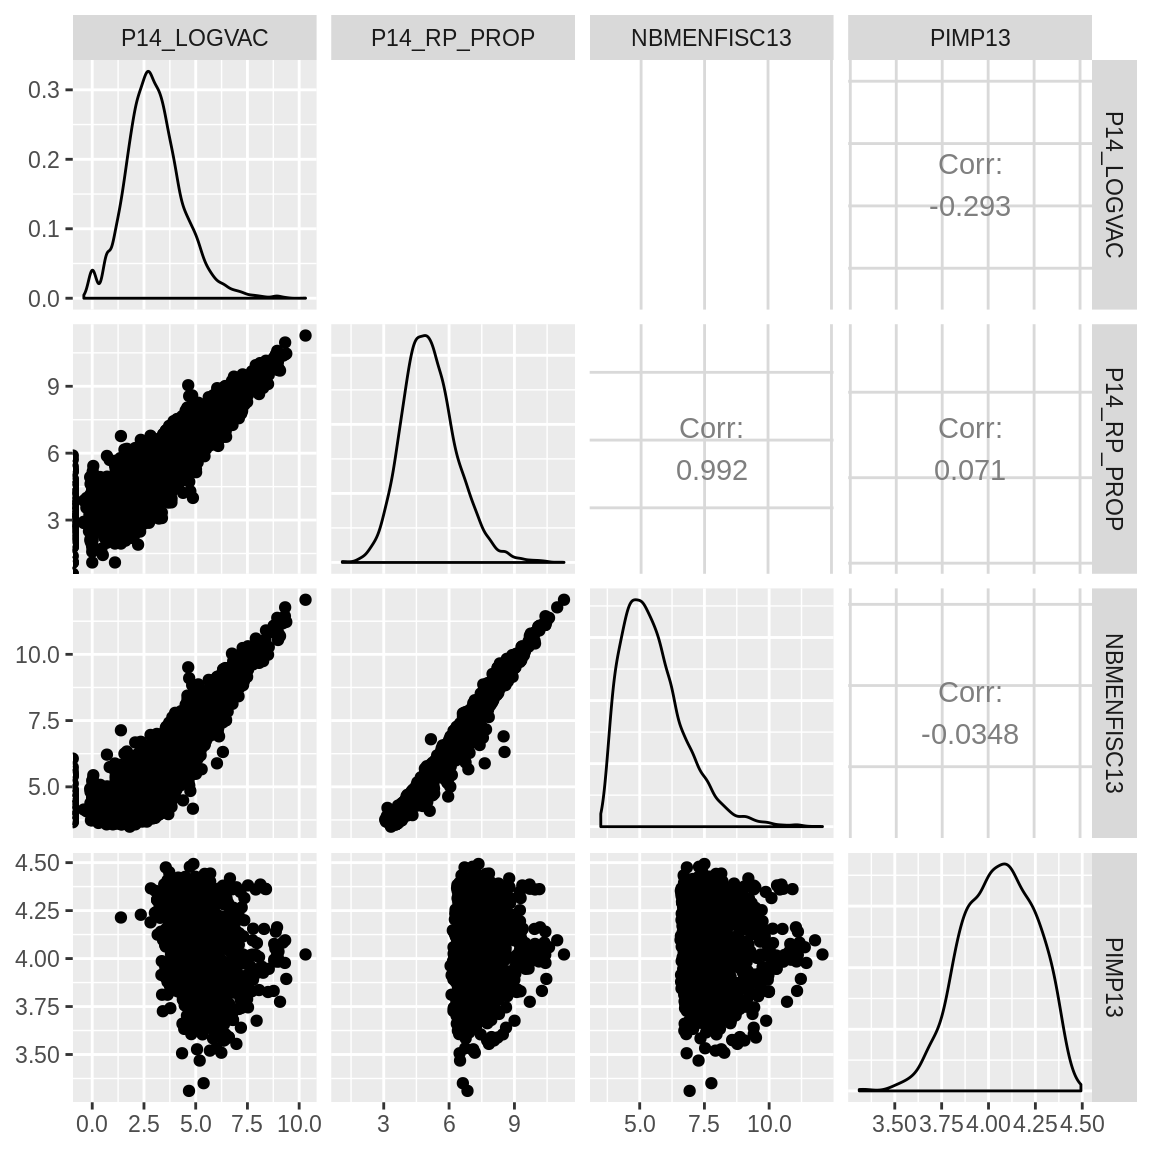 P14_LOGVAC P14_RP_PROP NBMENFISC13 PIMP13
0.3
0.2
0.1
0.0
Corr:
-0.293
P14_LOGVAC
9
6
3
Corr:
0.992
Corr:
0.071
P14_RP_PROP
10.0
7.5
5.0
Corr:
-0.0348
NBMENFISC13
4.50
4.25
4.00
3.75
3.50
PIMP13
0.0 2.5 5.0 7.5 10.0 3 6 9 5.0 7.5 10.0 3.50 3.75 4.00 4.25 4.50